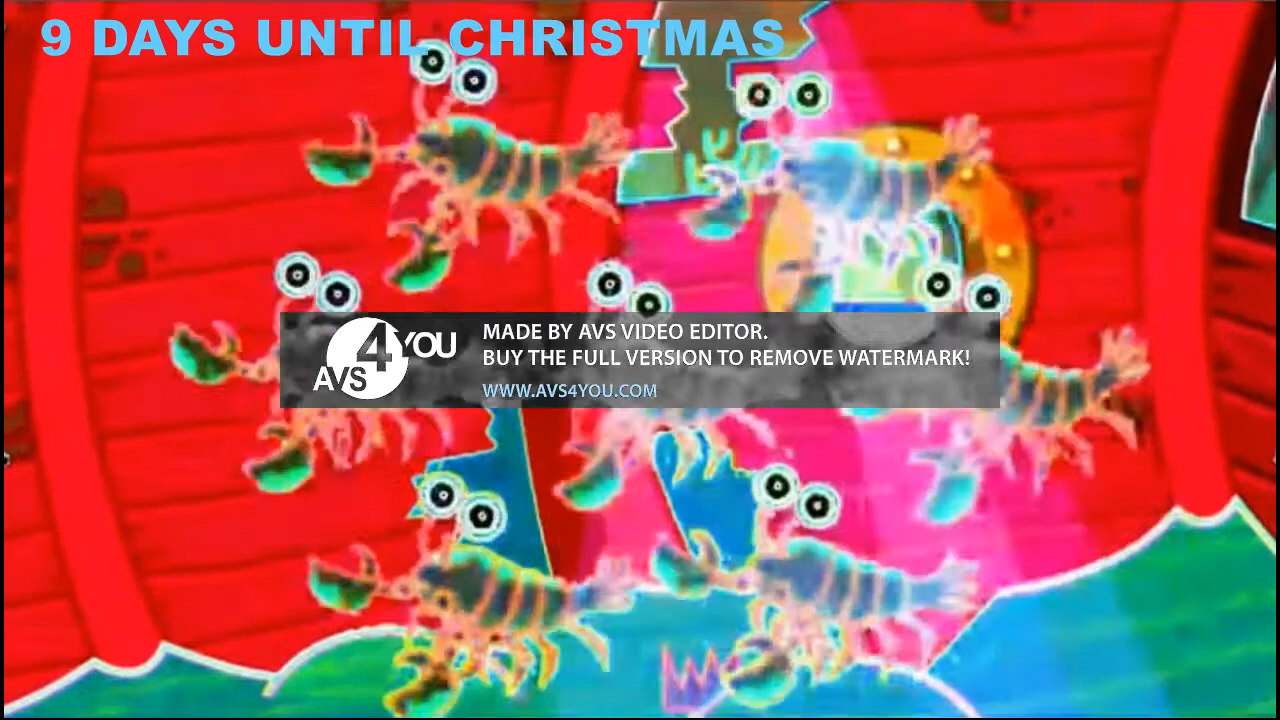 9 DAYS UNTIL CHRISTMAS
AVS4YOU
MADE BY AVS VIDEO EDITOR.
BUY THE FULL VERSION TO REMOVE WATERMARK!
WWW.AVS4YOU.COM